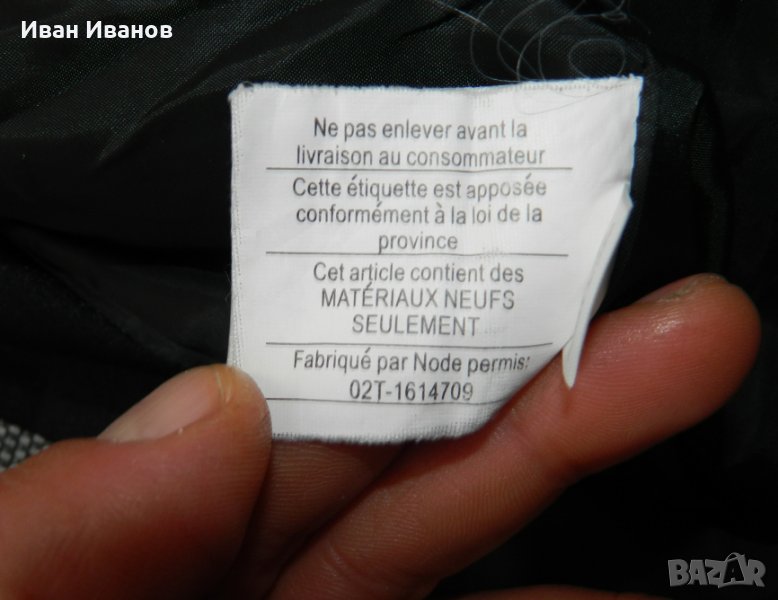 Иван Иванов
Ne pas enlever avant la
livraison au consommateur
Cette étiquette est apposée
conformément à la loi de la
province
Cet article contient des
MATÉRIAUX NEUFS
SEULEMENT
Fabriqué par Node permis:
02T-1614709
BAZAR